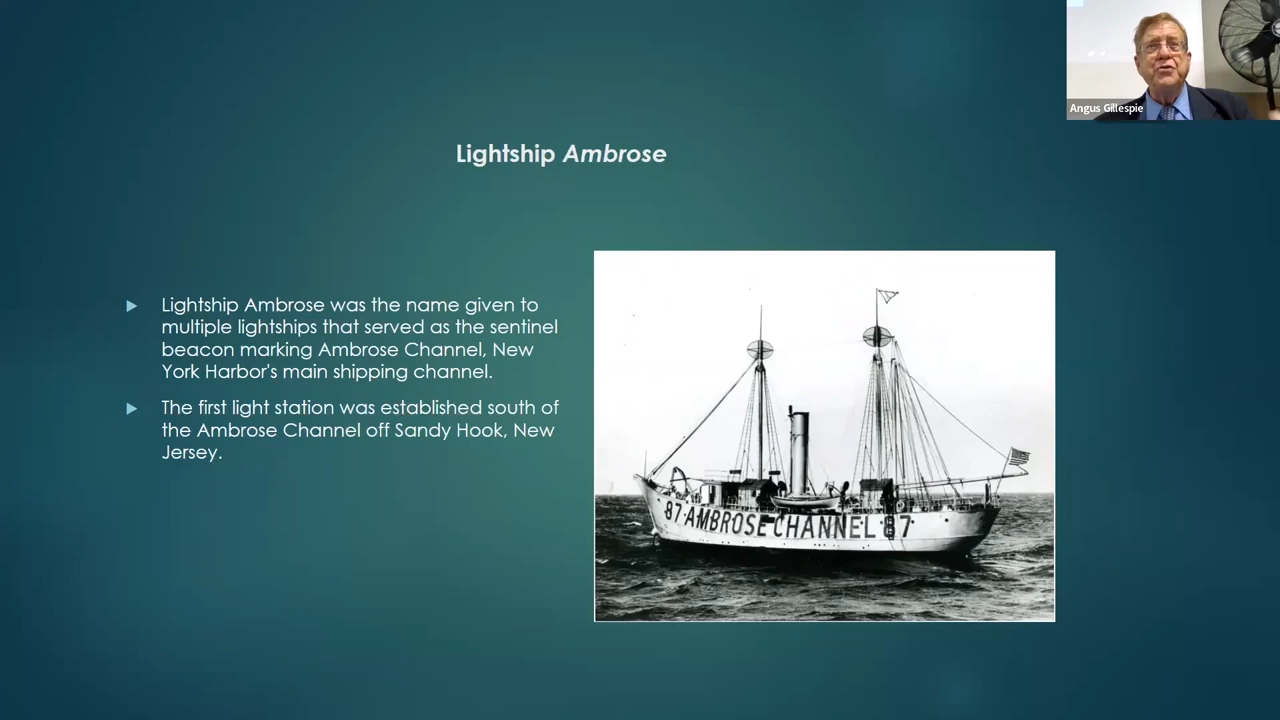 Angus Gillespie
Lightship Ambrose
Lightship Ambrose was the name given to
multiple lightships that served as the sentinel
beacon marking Ambrose Channel, New
York Harbor's main shipping channel.
The first light station was established south of
the Ambrose Channel off Sandy Hook, New
Jersey.
87 AMBROSE CHANNEL 87